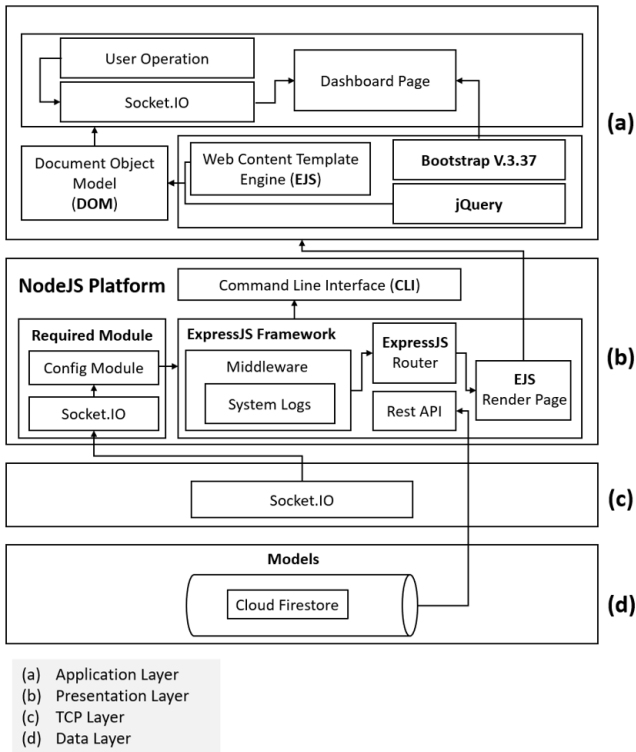 User Operation
Socket.IO
Dashboard Page
(a)
Document Object
Model
(DOM)
Web Content Template
Engine (EJS)
Bootstrap V.3.37
jQuery
NodeJS Platform
Command Line Interface (CLI)
Required Module
Config Module
Socket.IO
ExpressJS Framework
Middleware
System Logs
ExpressJS
Router
Rest API
EJS
Render Page
(b)
Socket.IO
(c)
Models
Cloud Firestore
(d)
(a) Application Layer
(b) Presentation Layer
(c) TCP Layer
(d) Data Layer